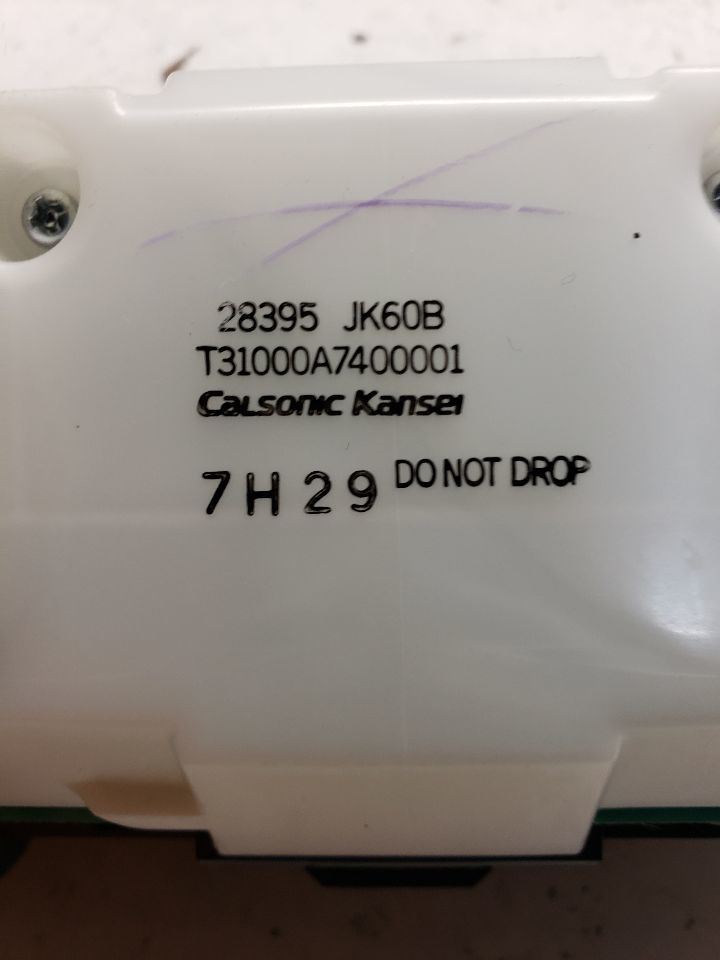 28395 JK60B
T31000A7400001
Calsonic Kansei
7H29 DO NOT DROP